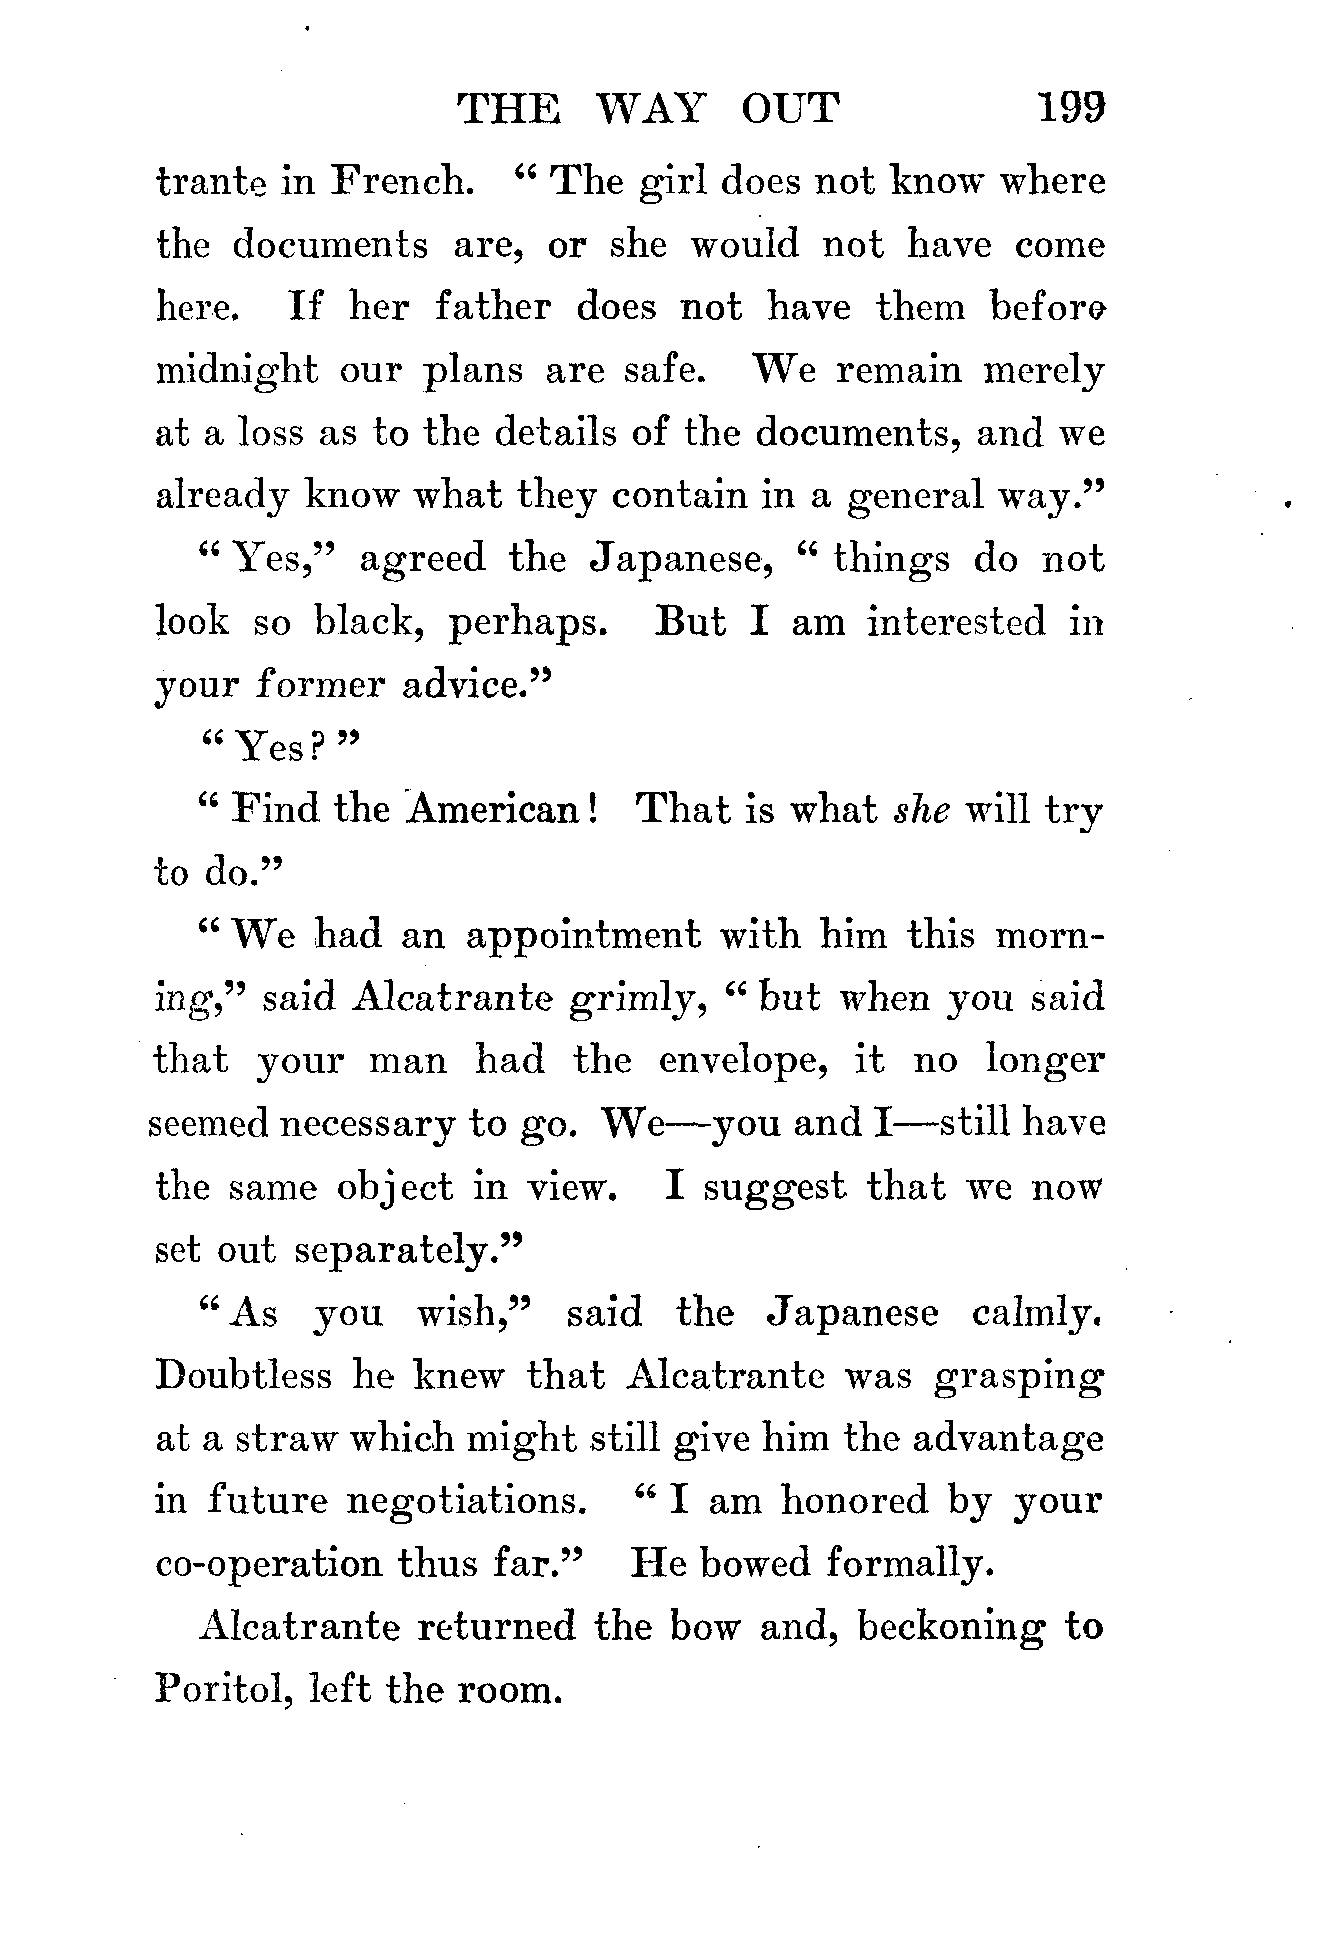 THE WAY OUT 199
trante in French. “ The girl does not know where
the documents are, or she would not have come
here. If her father does not have them before
midnight our plans are safe. We remain merely
at a loss as to the details of the documents, and we
already know what they contain in a general way.”
“ Yes,” agreed the Japanese, “ things do not
look so black, perhaps. But I am interested in
your former advice.”
“ Yes? ”
“ Find the American! That is what she will try
to do.”
“ We had an appointment with him this morn-
ing,” said Alcatrante grimly, “ but when you said
that your man had the envelope, it no longer
seemed necessary to go. We—you and I—still have
the same object in view. I suggest that we now
set out separately.”
“ As you wish,” said the Japanese calmly.
Doubtless he knew that Alcatrante was grasping
at a straw which might still give him the advantage
in future negotiations. “ I am honored by your
co-operation thus far.” He bowed formally.
Alcatrante returned the bow and, beckoning to
Poritol, left the room.